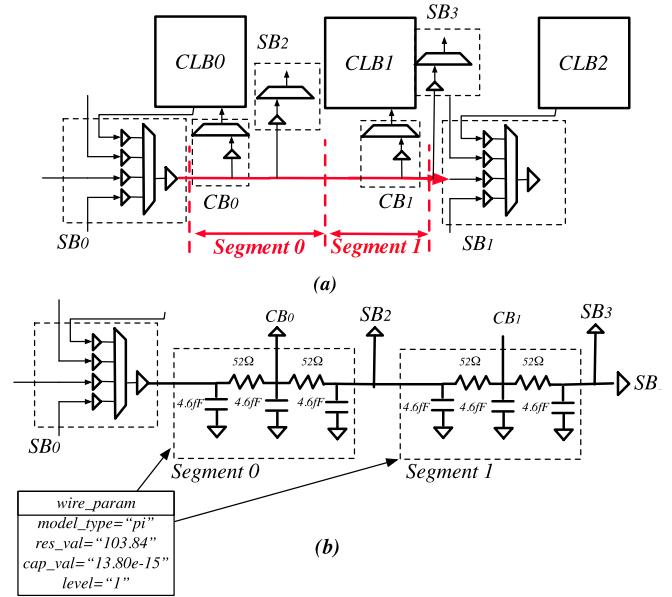 (a)
CLB0
SB2
CLB1
SB3
CLB2
SB0
CB0
CB1
SB1
Segment 0
Segment 1
(a)
CB0
SB2
CB1
SB3
52Ω
52Ω
52Ω
52Ω
4.6fF
4.6fF
4.6fF
4.6fF
4.6fF
4.6fF
SB0
SB
Segment 0
Segment 1
wire_param
model_type=“pi”
res_val=“103.84”
cap_val=“13.80e-15”
level=“1”
(b)